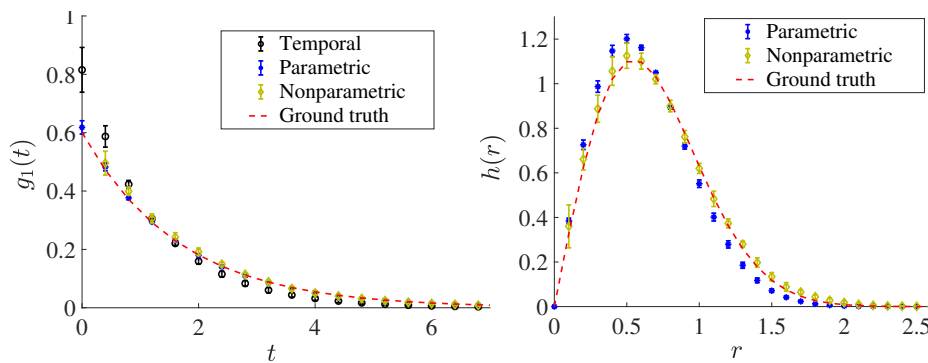 1
0.8
0.6
0.4
0.2
0
0 2 4 6
g₁(t)
t
Temporal
Parametric
Nonparametric
Ground truth
1.2
1
0.8
0.6
0.4
0.2
0
0 0.5 1 1.5 2 2.5
h(r)
r
Parametric
Nonparametric
Ground truth